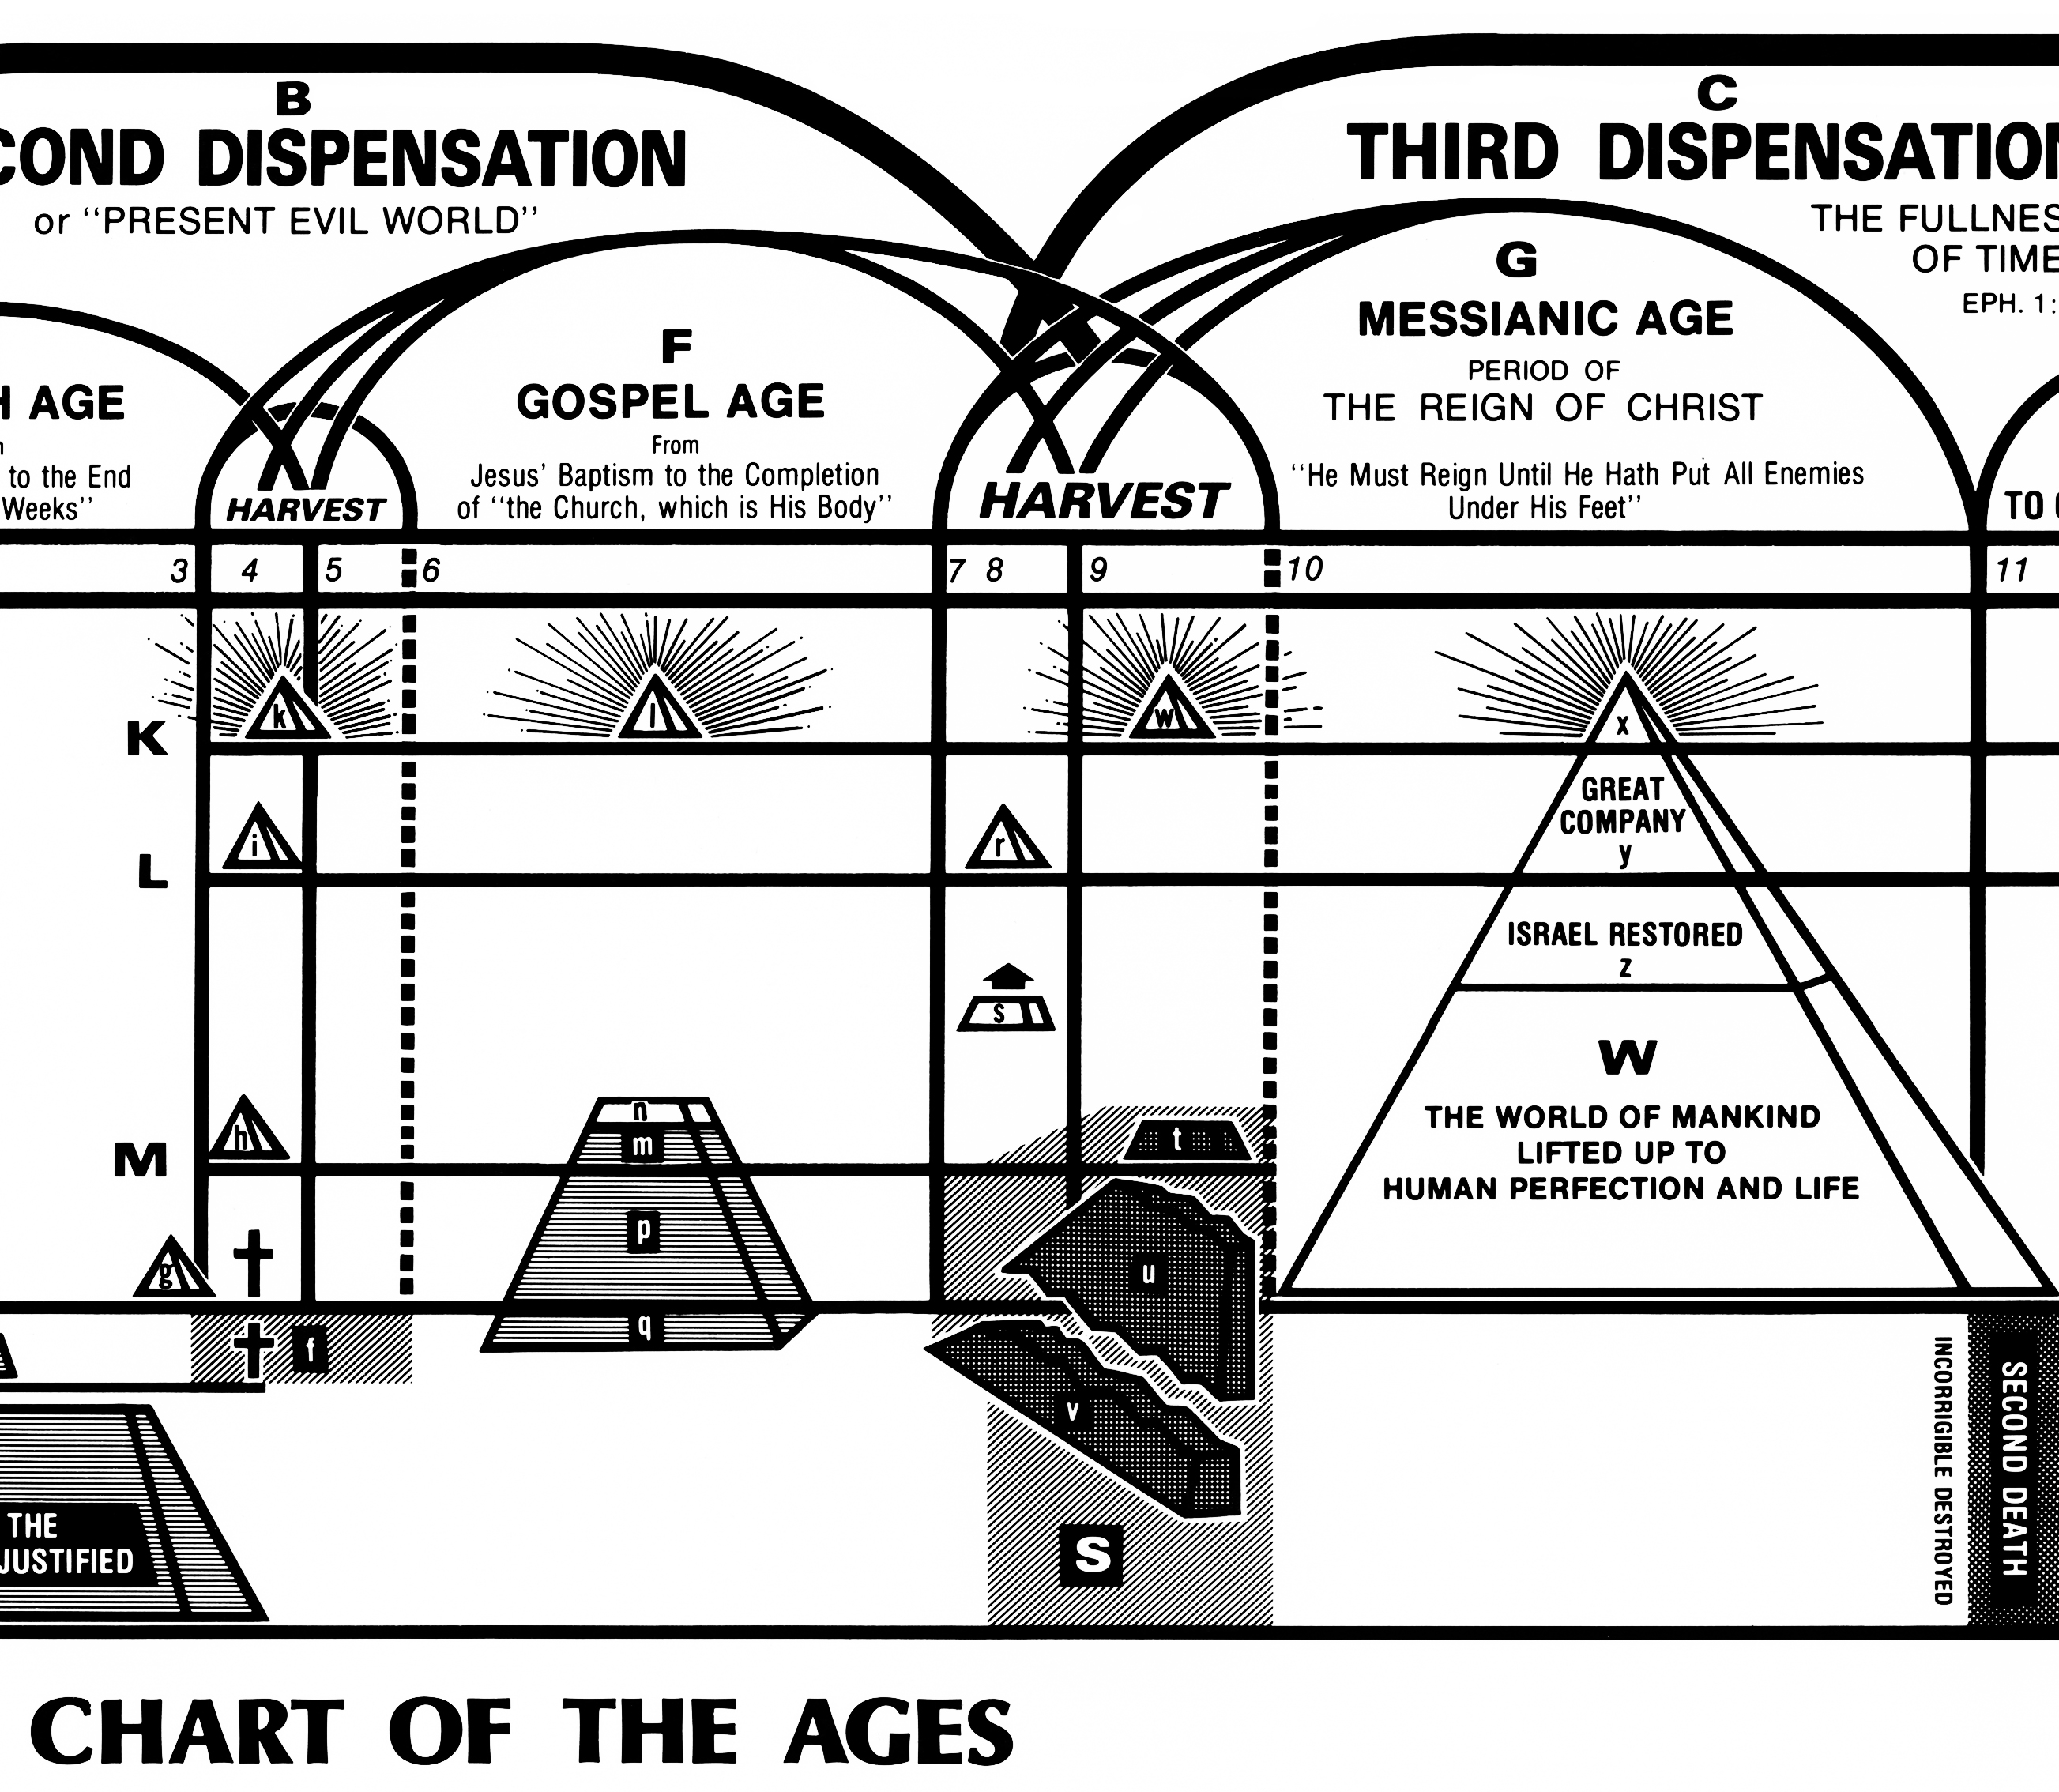 B
COND DISPENSATION
or “PRESENT EVIL WORLD”
C
THIRD DISPENSATION
THE FULLNES
OF TIME
EPH. 1:
H AGE
to the End
Weeks”
HARVEST
F
GOSPEL AGE
From
Jesus’ Baptism to the Completion
of “the Church, which is His Body”
HARVEST
G
MESSIANIC AGE
PERIOD OF
THE REIGN OF CHRIST
“He Must Reign Until He Hath Put All Enemies
Under His Feet”
TO
3 4 5 6 7 8 9 10 11
k
l
w
x
K
GREAT
COMPANY
y
i
r
L
ISRAEL RESTORED
z
s
W
THE WORLD OF MANKIND
LIFTED UP TO
HUMAN PERFECTION AND LIFE
h
n
m
t
M
p
g
u
q
f
v
INCORRIGIBLE DESTROYED
SECOND DEATH
THE
JUSTIFIED
S
CHART OF THE AGES